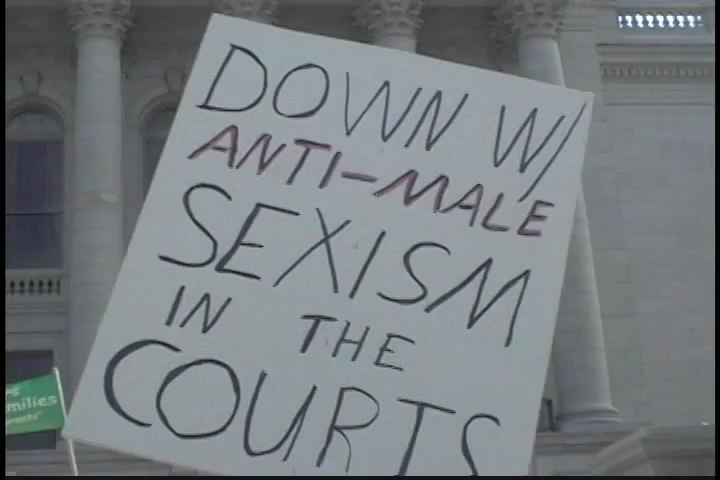 DOWN W/
ANTI-MALE
SEXISM
IN THE
COURTS